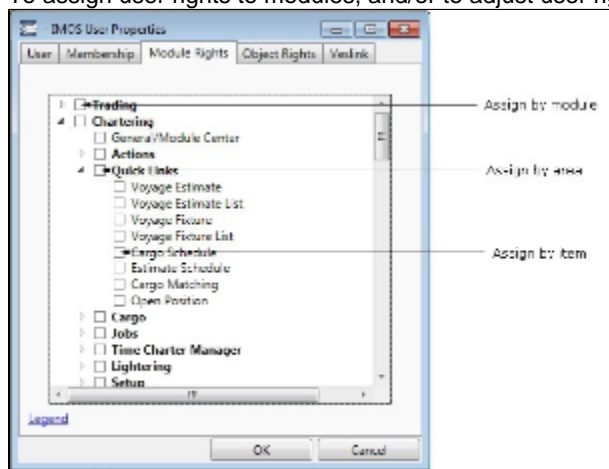 To assign user rights to modules, and/or to adjust user
IMOS User Properties
User Membership Module Rights Object Rights Veslink
Trading
Assign by module
Chartering
General/Module Center
Actions
Quick Links
Assign by area
Voyage Estimate
Voyage Estimate List
Voyage Fixture
Voyage Fixture List
Cargo Schedule
Assign by item
Estimate Schedule
Cargo Matching
Open Position
Cargo
Jobs
Time Charter Manager
Lightering
Setup
Legend
OK Cancel